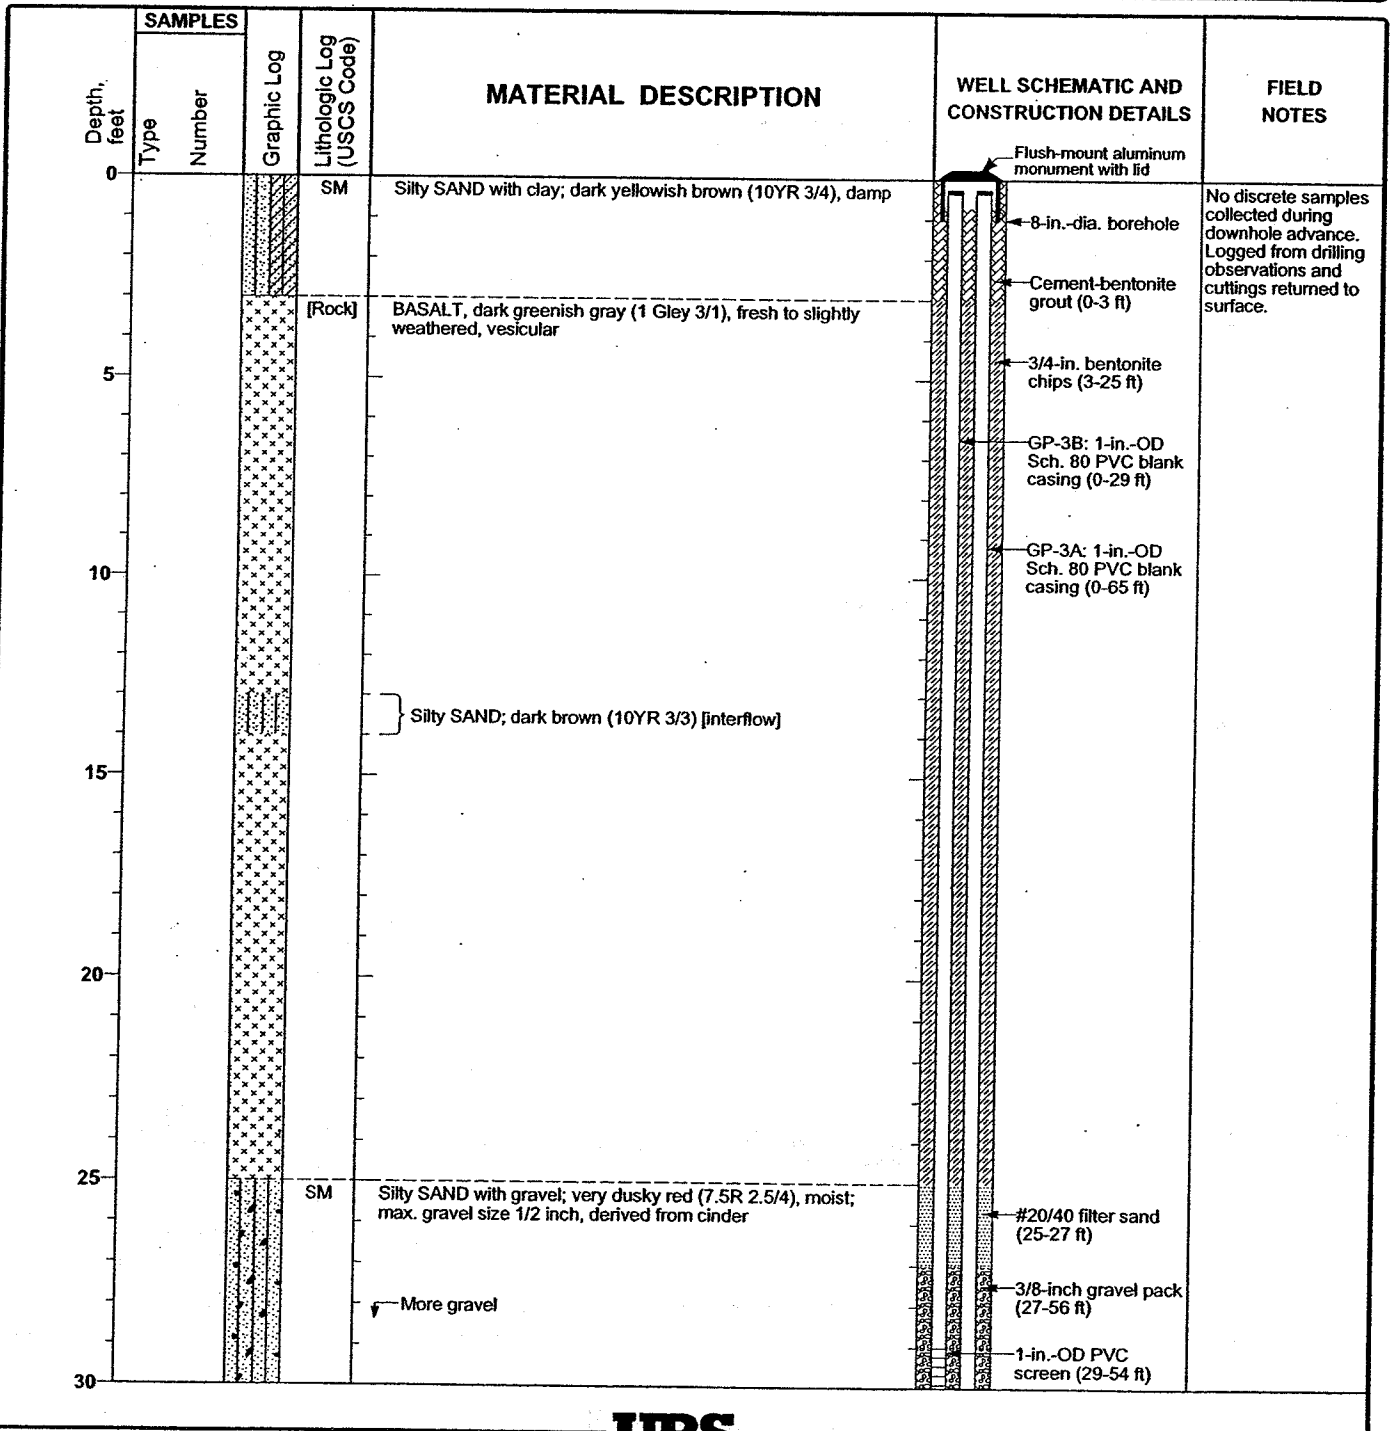 SAMPLES
Depth,
feet
Type
Number
Graphic Log
Lithologic Log
(USCS Code)
MATERIAL DESCRIPTION
WELL SCHEMATIC AND
CONSTRUCTION DETAILS
FIELD
NOTES
Flush-mount aluminum
monument with lid
0
SM
Silty SAND with clay; dark yellowish brown (10YR 3/4), damp
No discrete samples
collected during
downhole advance.
Logged from drilling
observations and
cuttings returned to
surface.
8-in.-dia. borehole
Cement-bentonite
grout (0-3 ft)
[Rock]
BASALT, dark greenish gray (1 Gley 3/1), fresh to slightly
weathered, vesicular
5
3/4-in. bentonite
chips (3-25 ft)
GP-3B: 1-in.-OD
Sch. 80 PVC blank
casing (0-29 ft)
10
GP-3A: 1-in.-OD
Sch. 80 PVC blank
casing (0-65 ft)
Silty SAND; dark brown (10YR 3/3) [interflow]
15
20
25
SM
Silty SAND with gravel; very dusky red (7.5R 2.5/4), moist;
max. gravel size 1/2 inch, derived from cinder
#20/40 filter sand
(25-27 ft)
More gravel
3/8-inch gravel pack
(27-56 ft)
1-in.-OD PVC
screen (29-54 ft)
30
URS